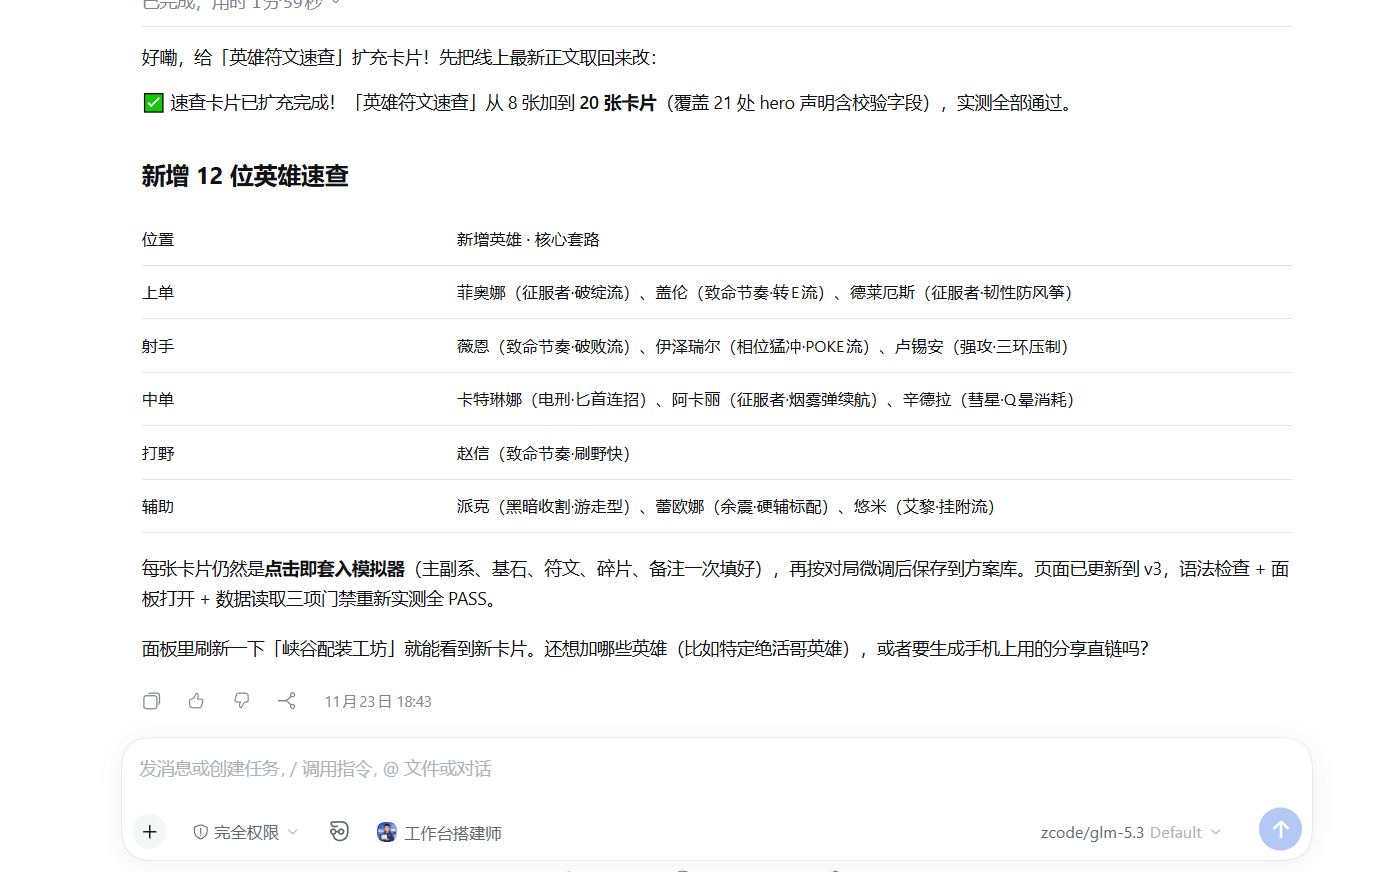 已完成，用时 1分59秒
好嘞，给「英雄符文速查」扩充卡片！先把线上最新正文取回来改：
✅ 速查卡片已扩充完成！「英雄符文速查」从 8 张加到 20 张卡片（覆盖 21 处 hero 声明含校验字段），实测全部通过。
新增 12 位英雄速查
位置 新增英雄 · 核心套路
上单 菲奥娜（征服者·破绽流）、盖伦（致命节奏·转E流）、德莱厄斯（征服者·韧性防风筝）
射手 薇恩（致命节奏·破败流）、伊泽瑞尔（相位猛冲·POKE流）、卢锡安（强攻·三环压制）
中单 卡特琳娜（电刑·匕首连招）、阿卡丽（征服者·烟雾弹续航）、辛德拉（彗星·Q晕消耗）
打野 赵信（致命节奏·刷野快）
辅助 派克（黑暗收割·游走型）、蕾欧娜（余震·硬辅标配）、悠米（艾黎·挂附流）
每张卡片仍然是点击即套入模拟器（主副系、基石、符文、碎片、备注一次填好），再按对局微调后保存到方案库。页面已更新到 v3，语法检查 + 面
板打开 + 数据读取三项门禁重新实测全 PASS。
面板里刷新一下「峡谷配装工坊」就能看到新卡片。还想加哪些英雄（比如特定绝活哥英雄），或者要生成手机上用的分享直链吗？
11月23日 18:43
发消息或创建任务, / 调用指令, @ 文件或对话
完全权限 工作台搭建师 zcode/glm-5.3 Default